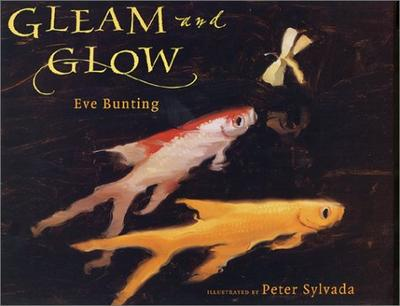 GLEAM and
GLOW
Eve Bunting
ILLUSTRATED BY Peter Sylvada